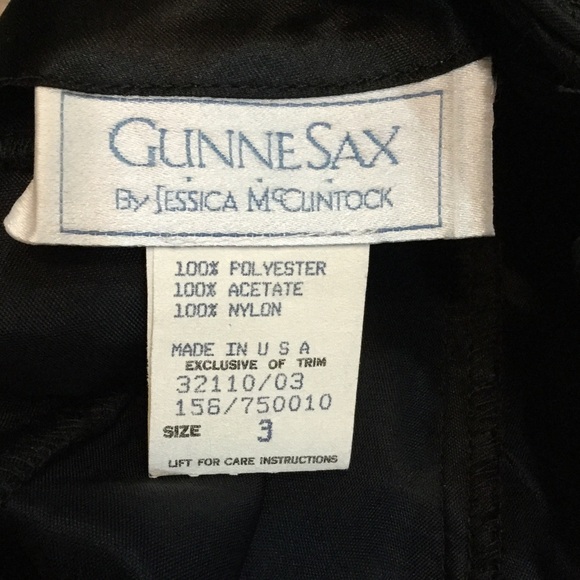 GUNNE SAX
BY JESSICA McCLINTOCK
100% POLYESTER
100% ACETATE
100% NYLON
MADE IN U S A
EXCLUSIVE OF TRIM
32110/03
158/750010
SIZE 3
LIFT FOR CARE INSTRUCTIONS